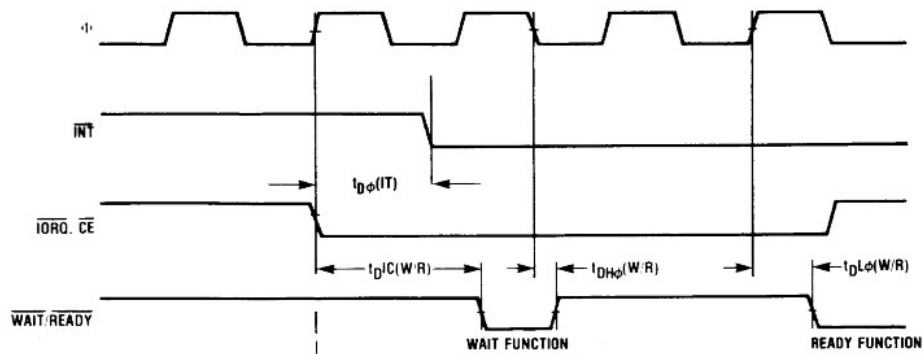 Φ
INT
tDΦ(IT)
IORQ, CE
tDIC(W/R)
tDHΦ(W/R)
tDLΦ(W/R)
WAIT/READY
WAIT FUNCTION
READY FUNCTION